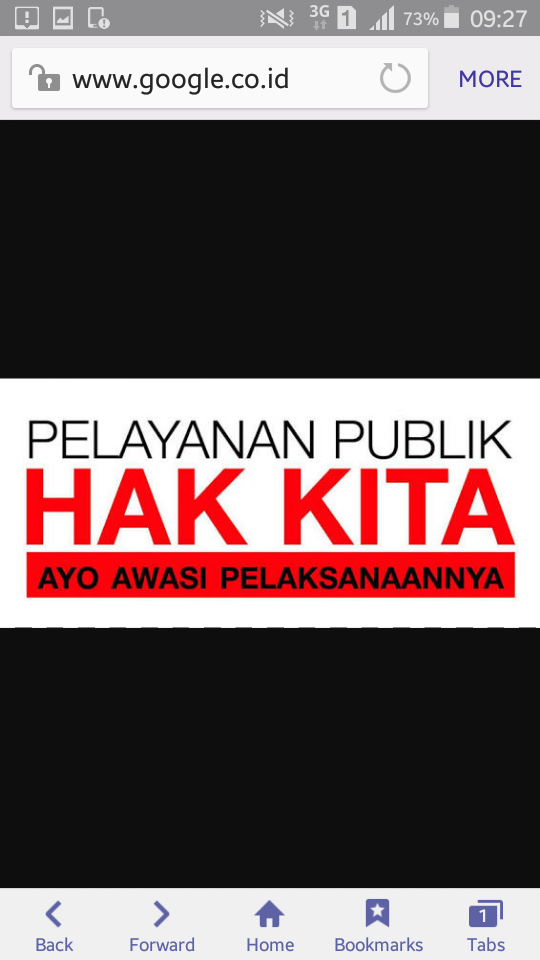 3G 1 73% 09:27
www.google.co.id MORE
PELAYANAN PUBLIK
HAK KITA
AYO AWASI PELAKSANAANNYA
1
Back Forward Home Bookmarks Tabs